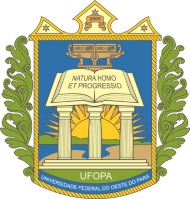 NATURA HOMO
ET PROGRESSIO
UFOPA
UNIVERSIDADE FEDERAL DO OESTE DO PARÁ